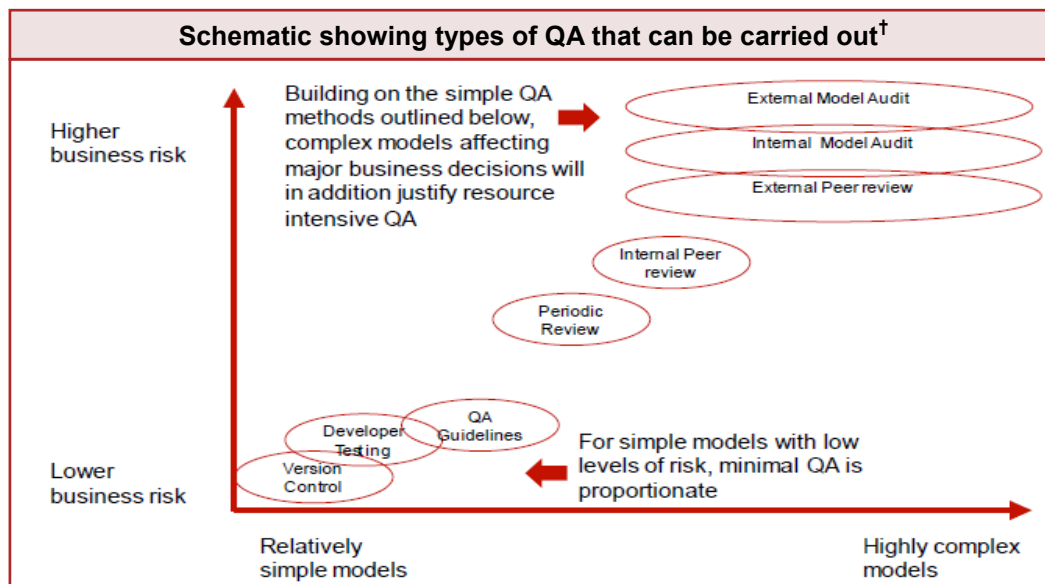 Schematic showing types of QA that can be carried out†
Building on the simple QA
methods outlined below,
complex models affecting
major business decisions will
in addition justify resource
intensive QA
Higher
business risk
External Model Audit
Internal Model Audit
External Peer review
Internal Peer
review
Periodic
Review
QA
Guidelines
Developer
Testing
Version
Control
For simple models with low
levels of risk, minimal QA is
proportionate
Lower
business risk
Relatively
simple models
Highly complex
models